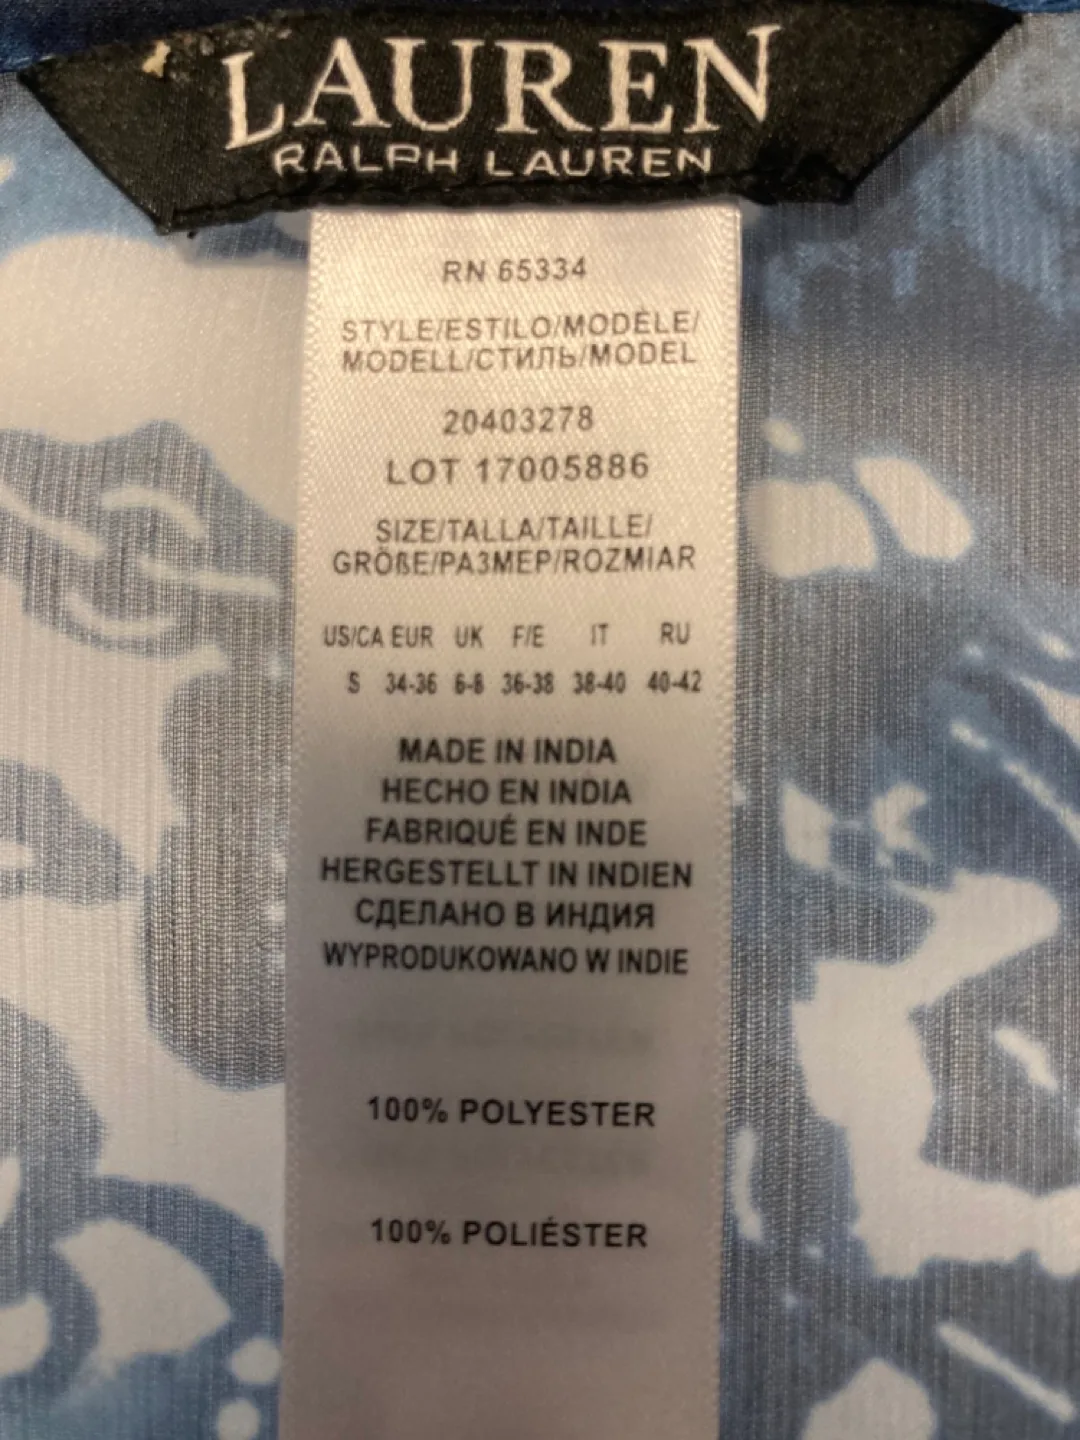 LAUREN
RALPH LAUREN
RN 65334
STYLE/ESTILO/MODÈLE/
MODELL/СТИЛЬ/MODEL
20403278
LOT 17005886
SIZE/TALLA/TAILLE/
GRÖßE/РАЗМЕР/ROZMIAR
US/CA EUR UK F/E IT RU
S 34-36 6-8 36-38 38-40 40-42
MADE IN INDIA
HECHO EN INDIA
FABRIQUÉ EN INDE
HERGESTELLT IN INDIEN
СДЕЛАНО В ИНДИЯ
WYPRODUKOWANO W INDIE
100% POLYESTER
100% POLIÉSTER